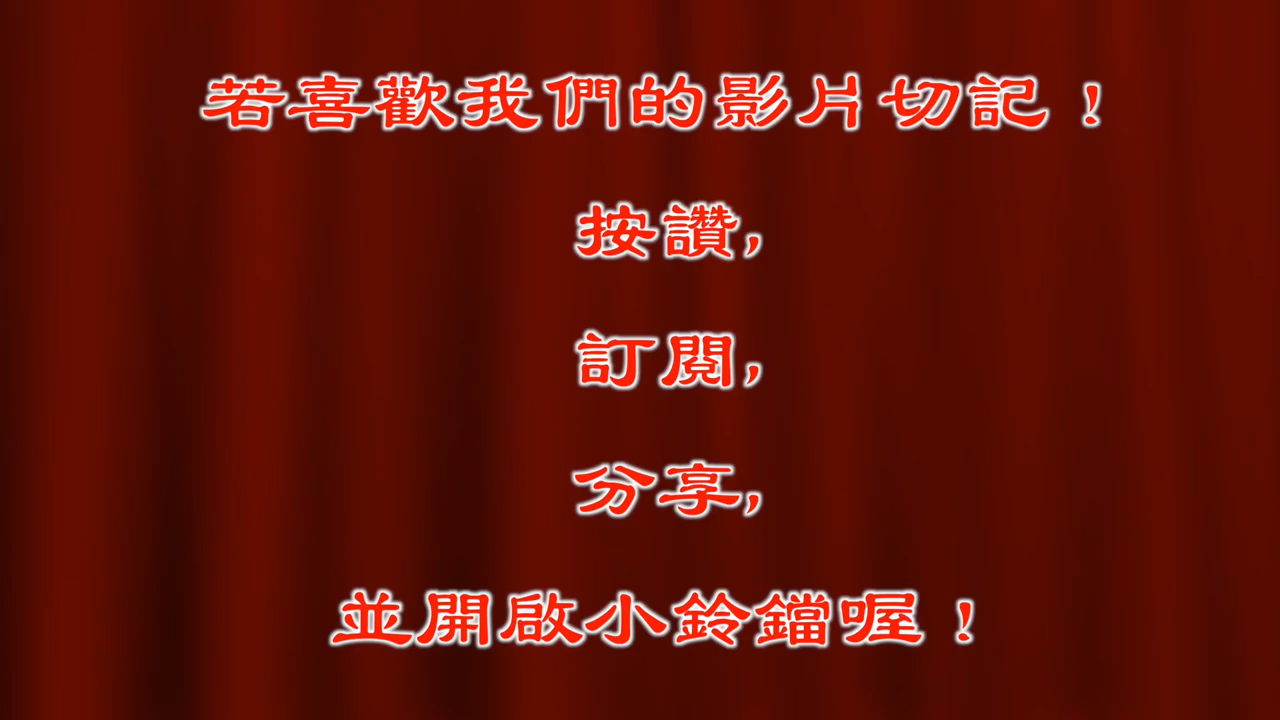 若喜歡我們的影片切記！
按讚,
訂閱,
分享,
並開啟小鈴鐺喔！